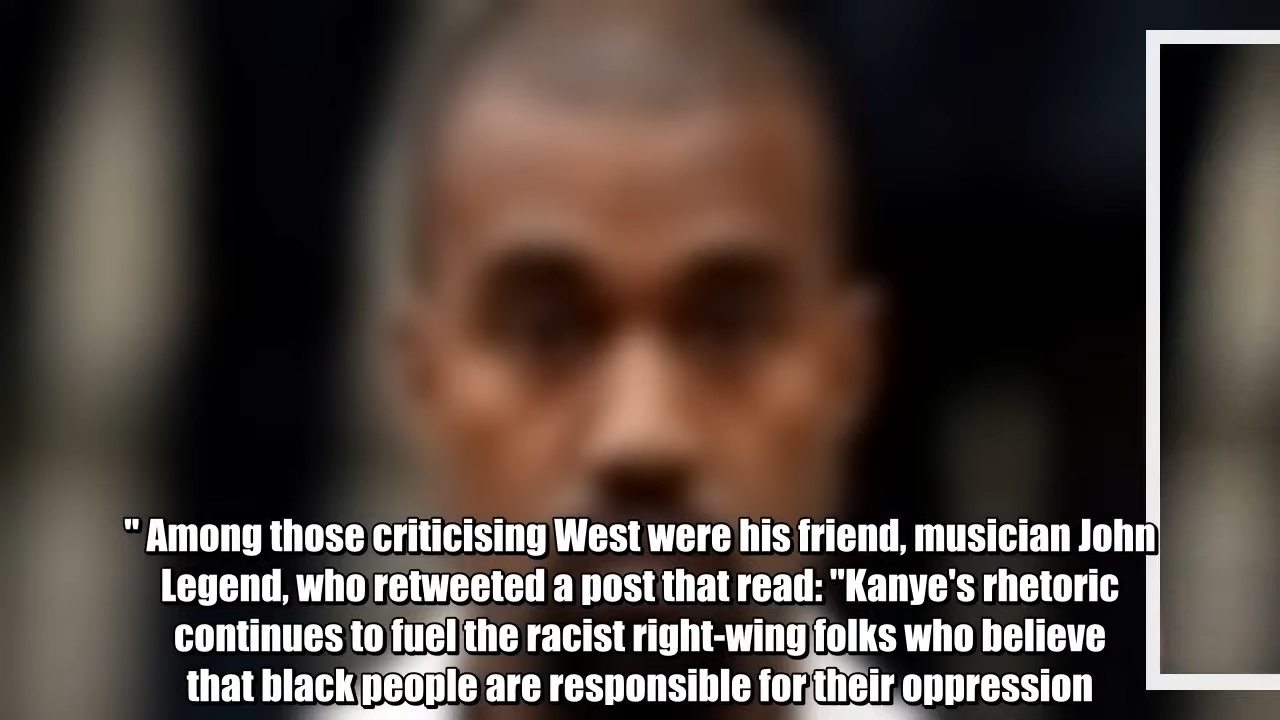 " Among those criticising West were his friend, musician John
Legend, who retweeted a post that read: "Kanye's rhetoric
continues to fuel the racist right-wing folks who believe
that black people are responsible for their oppression